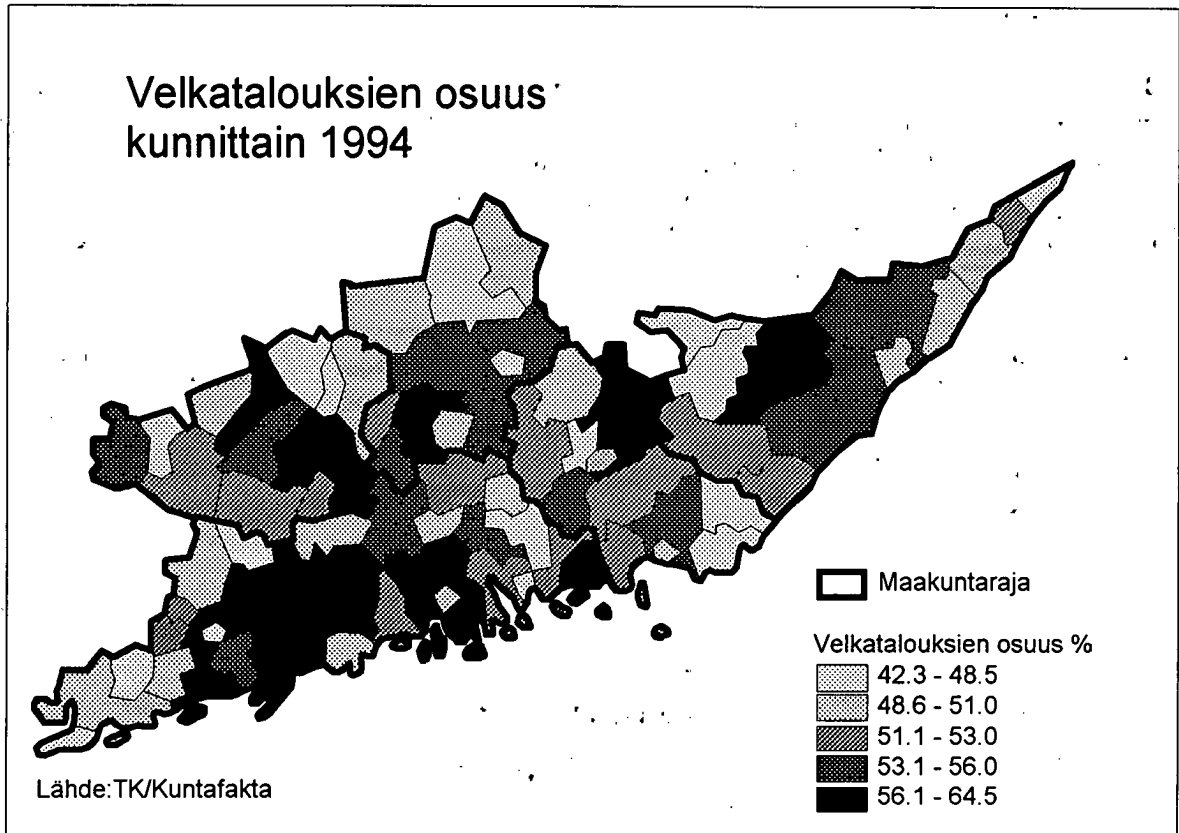 Velkatalouksien osuus
kunnittain 1994
Maakuntaraja
Velkatalouksien osuus %
42.3 - 48.5
48.6 - 51.0
51.1 - 53.0
53.1 - 56.0
56.1 - 64.5
Lähde:TK/Kuntafakta